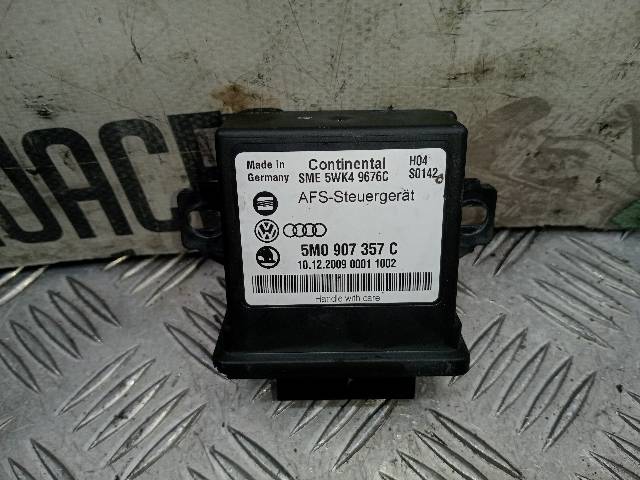 UACE
Made in Continental H04
Germany SME 5WK4 9676C S0142
AFS-Steuergerät
5M0 907 357 C
10.12.2009 0001 1002
Handle with care